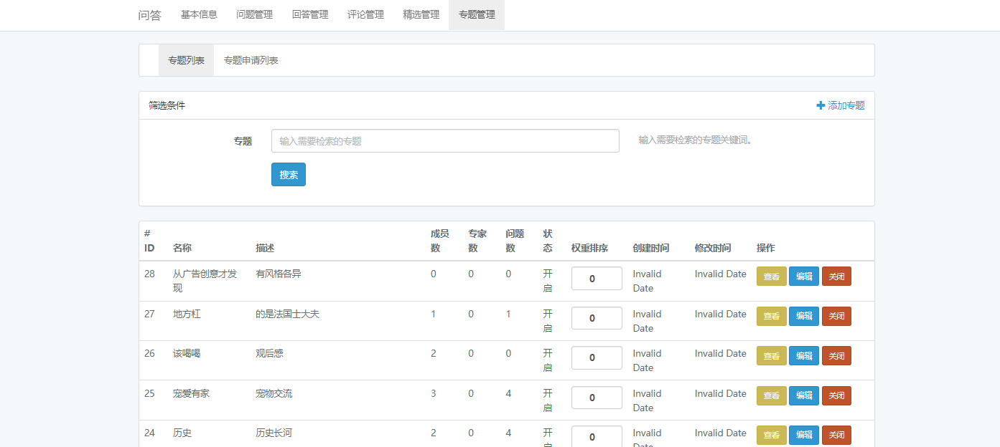 问答 基本信息 问题管理 回答管理 评论管理 精选管理 专题管理
专题列表 专题申请列表
筛选条件 添加专题
专题 输入需要检索的专题 输入需要检索的专题关键词。
搜索
# 成员 专家 问题 状
ID 名称 描述 数 数 数 态 权重排序 创建时间 修改时间 操作
28 从广告创意才发 有风格各异 0 0 0 开 0 Invalid Invalid Date 查看 编辑 关闭
现 启 Date
27 地方杠 的是法国士大夫 1 0 1 开 0 Invalid Invalid Date 查看 编辑 关闭
启 Date
26 该喝喝 观后感 2 0 0 开 0 Invalid Invalid Date 查看 编辑 关闭
启 Date
25 宠爱有家 宠物交流 3 0 4 开 0 Invalid Invalid Date 查看 编辑 关闭
启 Date
24 历史 历史长河 2 0 4 开 0 Invalid Invalid Date 查看 编辑 关闭
启 Date